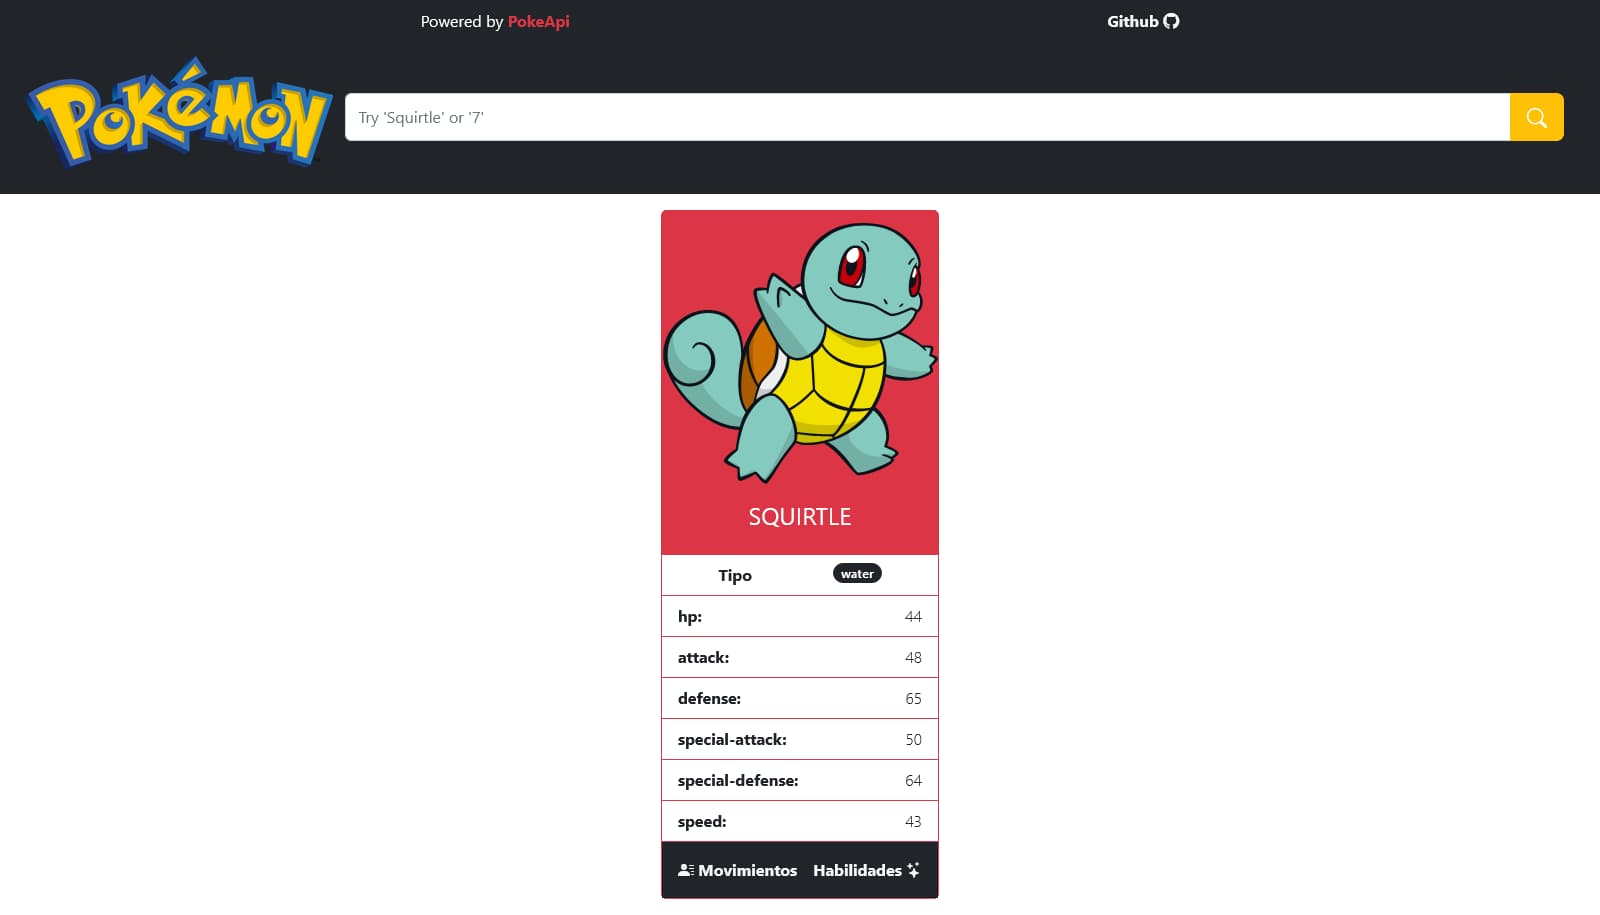 Powered by PokeApi
Github
POKéMON
Try 'Squirtle' or '7'
SQUIRTLE
Tipo water
hp: 44
attack: 48
defense: 65
special-attack: 50
special-defense: 64
speed: 43
Movimientos Habilidades